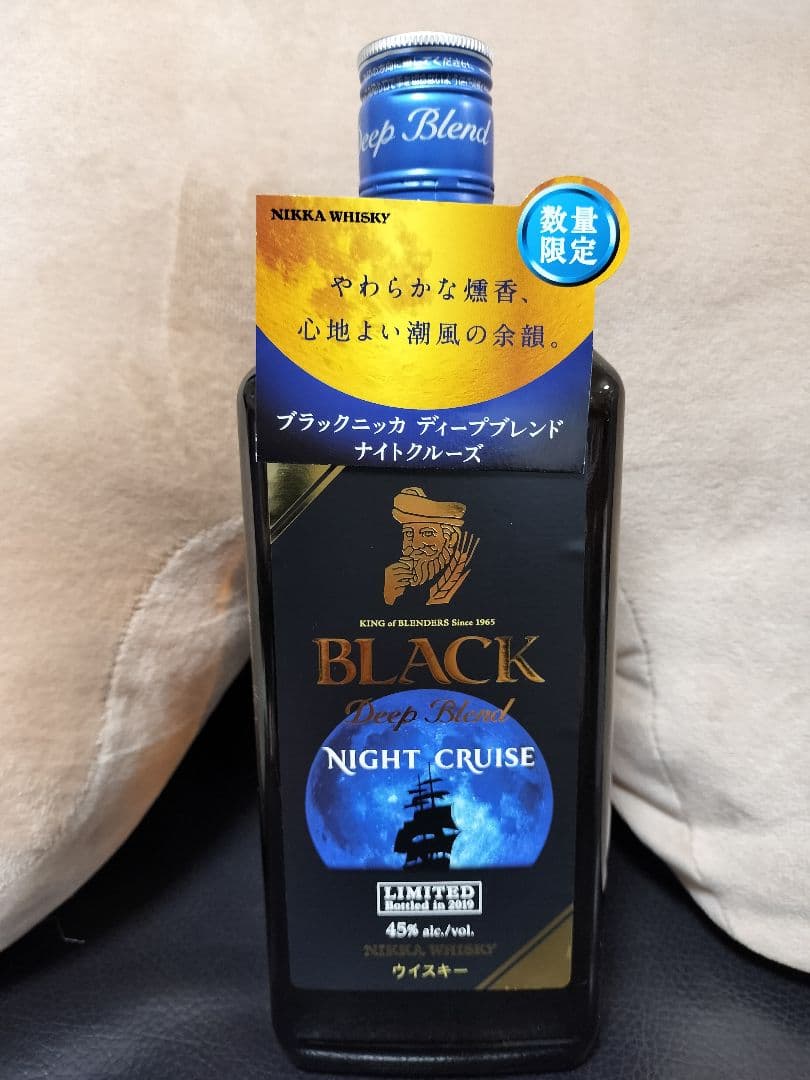 Deep Blend
NIKKA WHISKY
数量
限定
やわらかな燻香、
心地よい潮風の余韻。
ブラックニッカ ディープブレンド
ナイトクルーズ
KING of BLENDERS Since 1965
BLACK
Deep Blend
NIGHT CRUISE
LIMITED
Bottled in 2019
45% alc./vol.
NIKKA WHISKY
ウイスキー